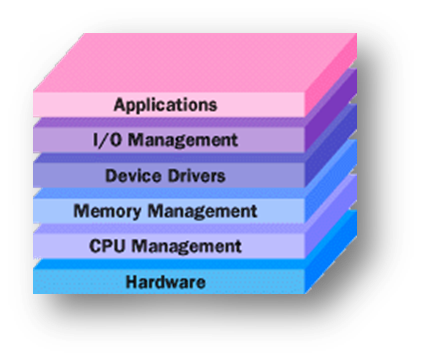 Applications
I/O Management
Device Drivers
Memory Management
CPU Management
Hardware